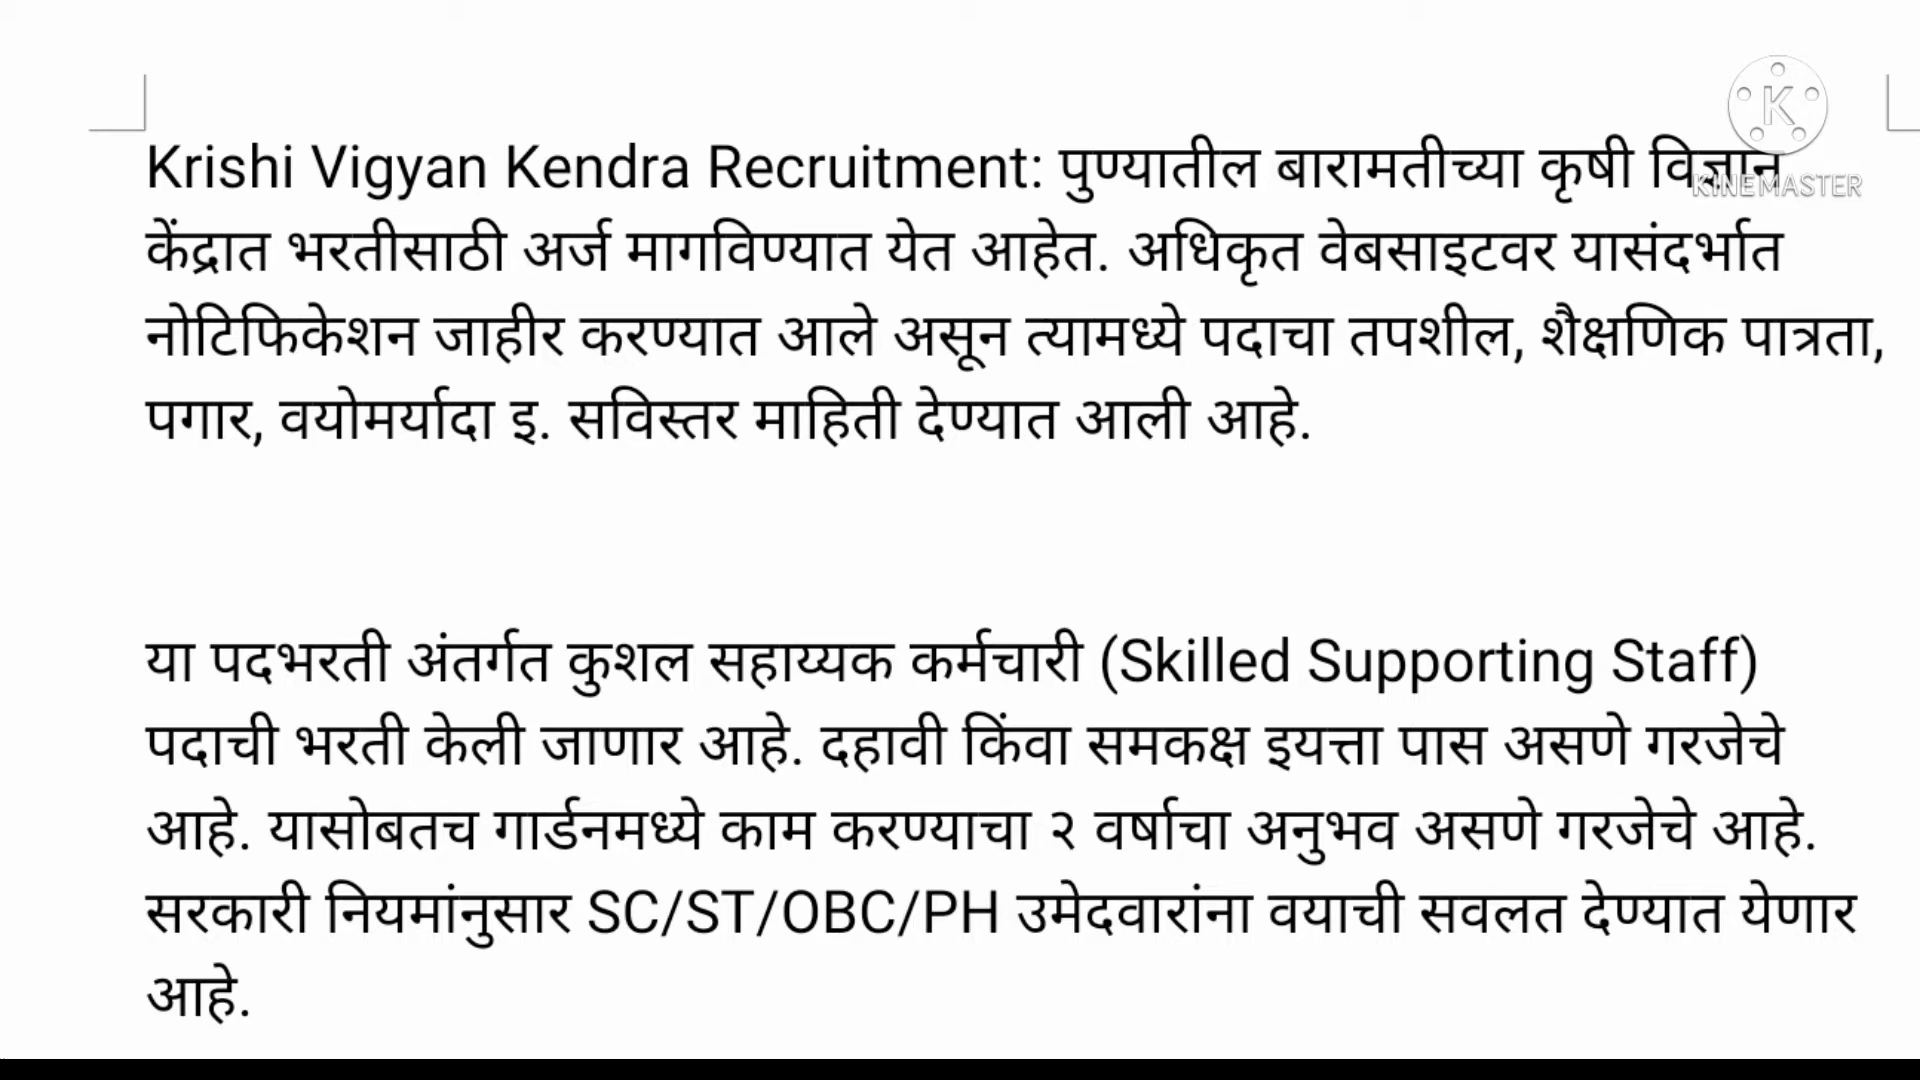 Krishi Vigyan Kendra Recruitment: पुण्यातील बारामतीच्या कृषी विज्ञान
केंद्रात भरतीसाठी अर्ज मागविण्यात येत आहेत. अधिकृत वेबसाइटवर यासंदर्भात
नोटिफिकेशन जाहीर करण्यात आले असून त्यामध्ये पदाचा तपशील, शैक्षणिक पात्रता,
पगार, वयोमर्यादा इ. सविस्तर माहिती देण्यात आली आहे.
या पदभरती अंतर्गत कुशल सहाय्यक कर्मचारी (Skilled Supporting Staff)
पदाची भरती केली जाणार आहे. दहावी किंवा समकक्ष इयत्ता पास असणे गरजेचे
आहे. यासोबतच गार्डनमध्ये काम करण्याचा २ वर्षाचा अनुभव असणे गरजेचे आहे.
सरकारी नियमांनुसार SC/ST/OBC/PH उमेदवारांना वयाची सवलत देण्यात येणार
आहे.
K
KINEMASTER